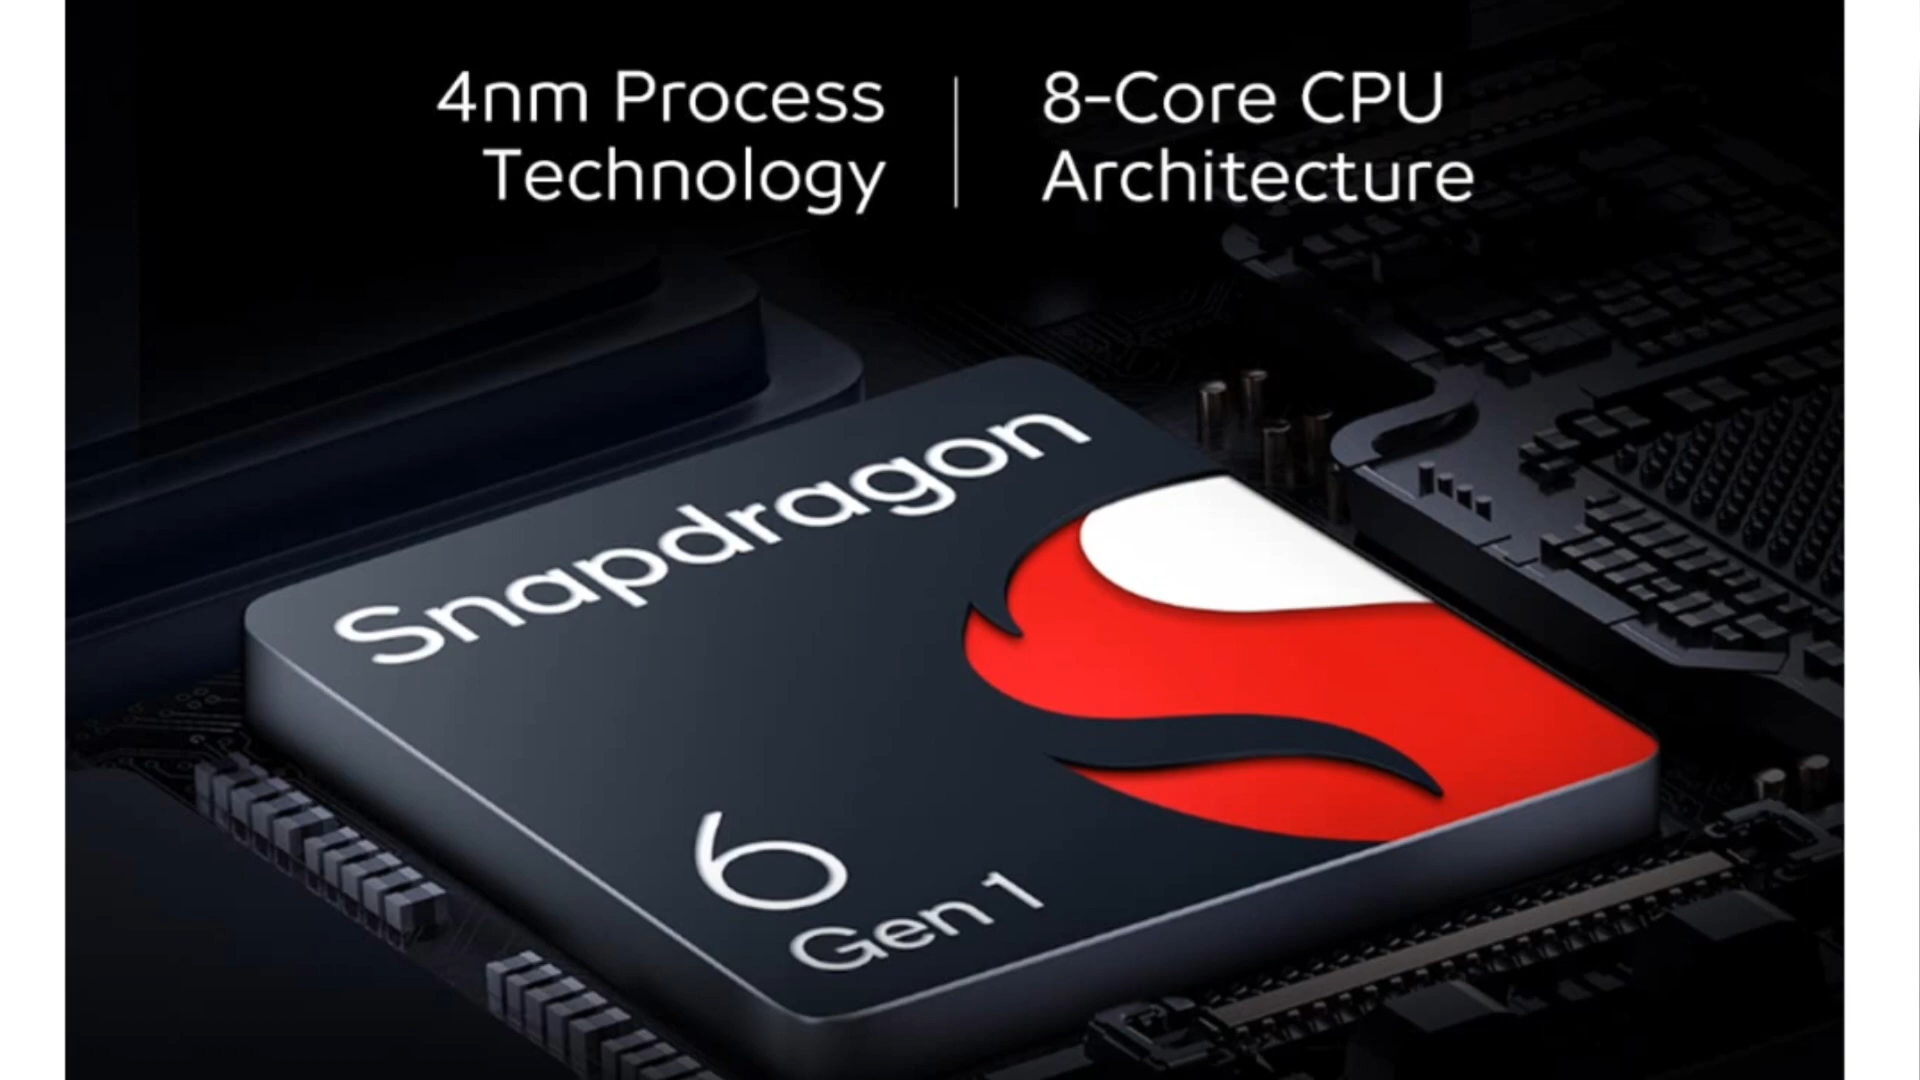 4nm Process
Technology
8-Core CPU
Architecture
Snapdragon
6
Gen 1